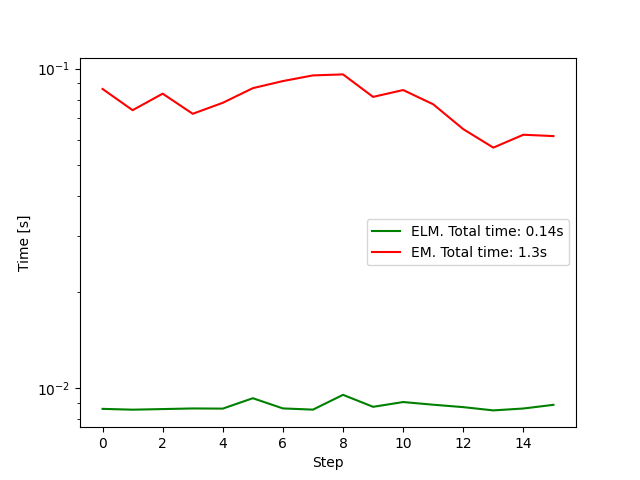 10⁻¹
10⁻²
Time [s]
ELM. Total time: 0.14s
EM. Total time: 1.3s
0 2 4 6 8 10 12 14
Step